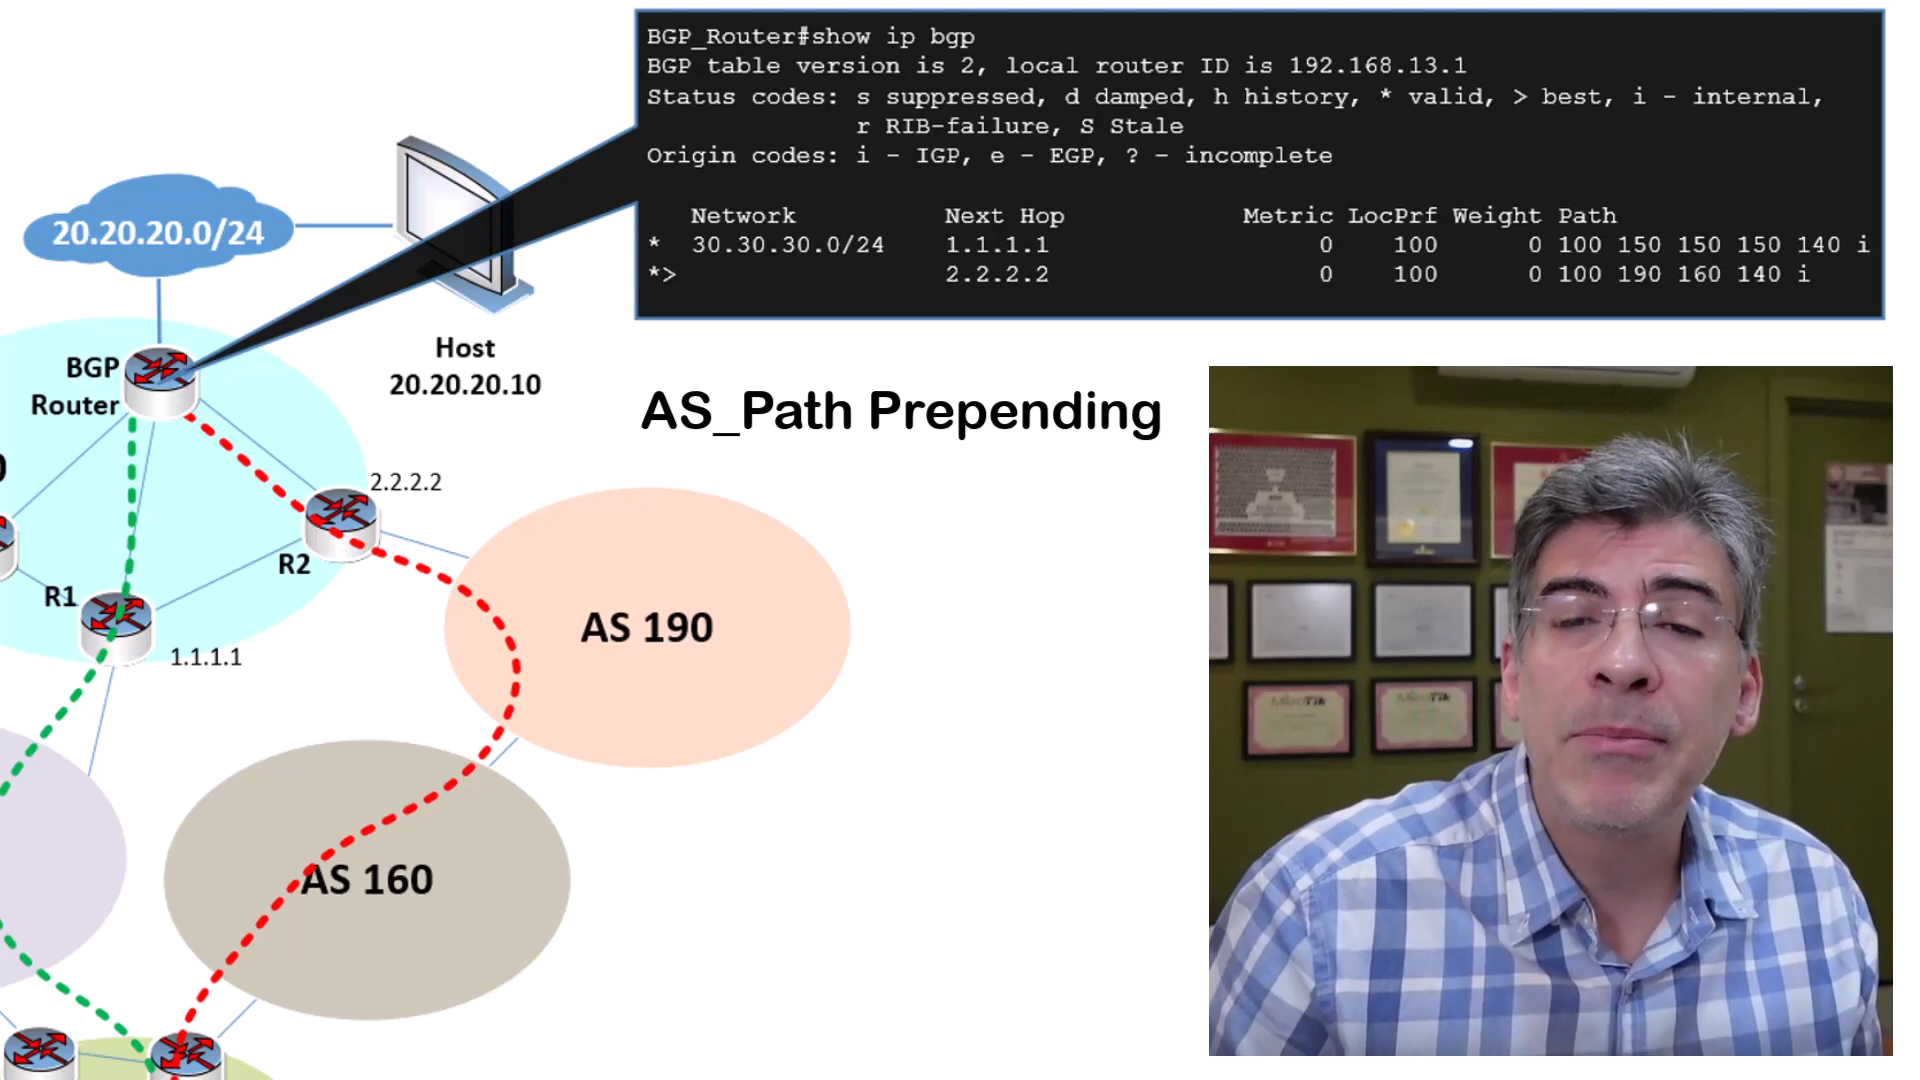 BGP_Router#show ip bgp
BGP table version is 2, local router ID is 192.168.13.1
Status codes: s suppressed, d damped, h history, * valid, > best, i - internal,
r RIB-failure, S Stale
Origin codes: i - IGP, e - EGP, ? - incomplete
Network Next Hop Metric LocPrf Weight Path
* 30.30.30.0/24 1.1.1.1 0 100 0 100 150 150 150 140 i
*> 2.2.2.2 0 100 0 100 190 160 140 i
20.20.20.0/24
Host
20.20.20.10
BGP
Router
AS_Path Prepending
0
2.2.2.2
R2
R1
1.1.1.1
AS 190
AS 160
MikroTik
MikroTik